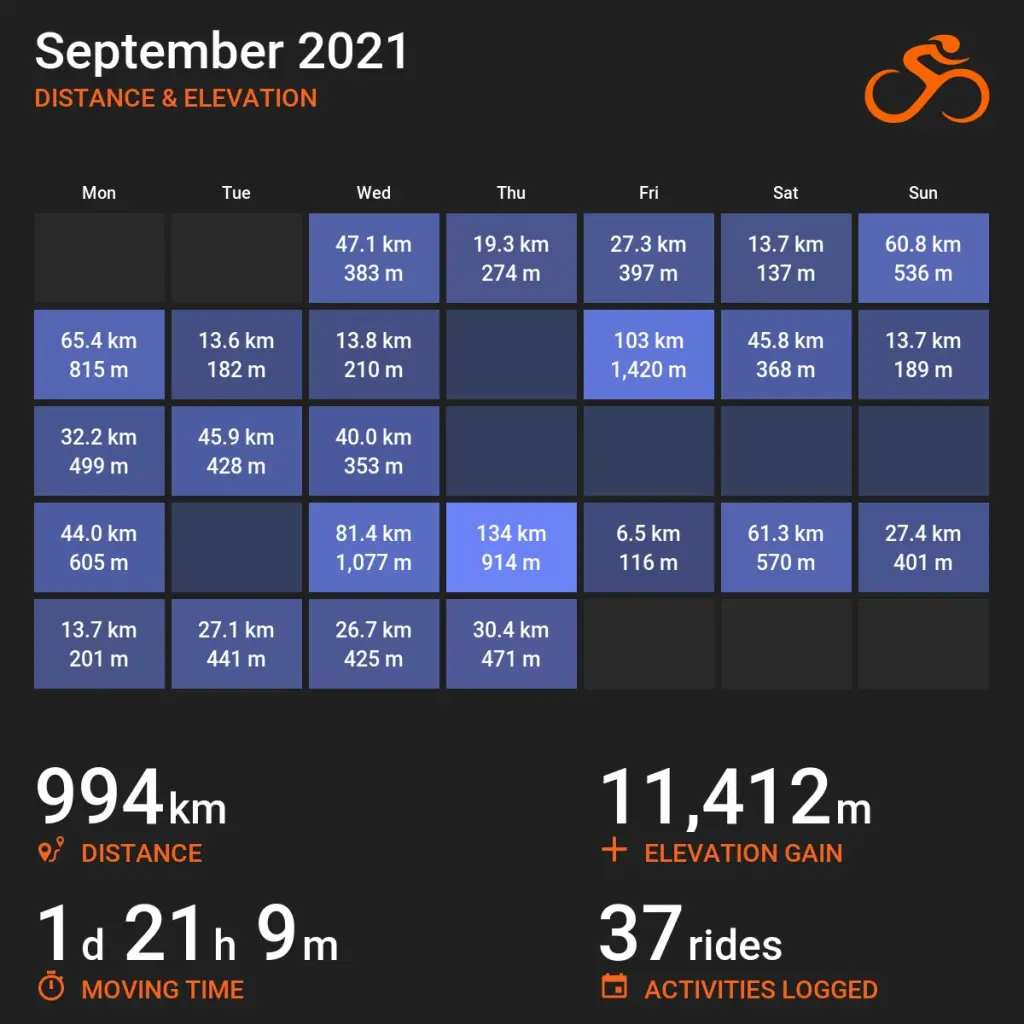 September 2021
DISTANCE & ELEVATION
Mon Tue Wed Thu Fri Sat Sun
47.1 km 19.3 km 27.3 km 13.7 km 60.8 km
383 m 274 m 397 m 137 m 536 m
65.4 km 13.6 km 13.8 km 103 km 45.8 km 13.7 km
815 m 182 m 210 m 1,420 m 368 m 189 m
32.2 km 45.9 km 40.0 km
499 m 428 m 353 m
44.0 km 81.4 km 134 km 6.5 km 61.3 km 27.4 km
605 m 1,077 m 914 m 116 m 570 m 401 m
13.7 km 27.1 km 26.7 km 30.4 km
201 m 441 m 425 m 471 m
994km 11,412m
DISTANCE ELEVATION GAIN
1d 21h 9m 37rides
MOVING TIME ACTIVITIES LOGGED